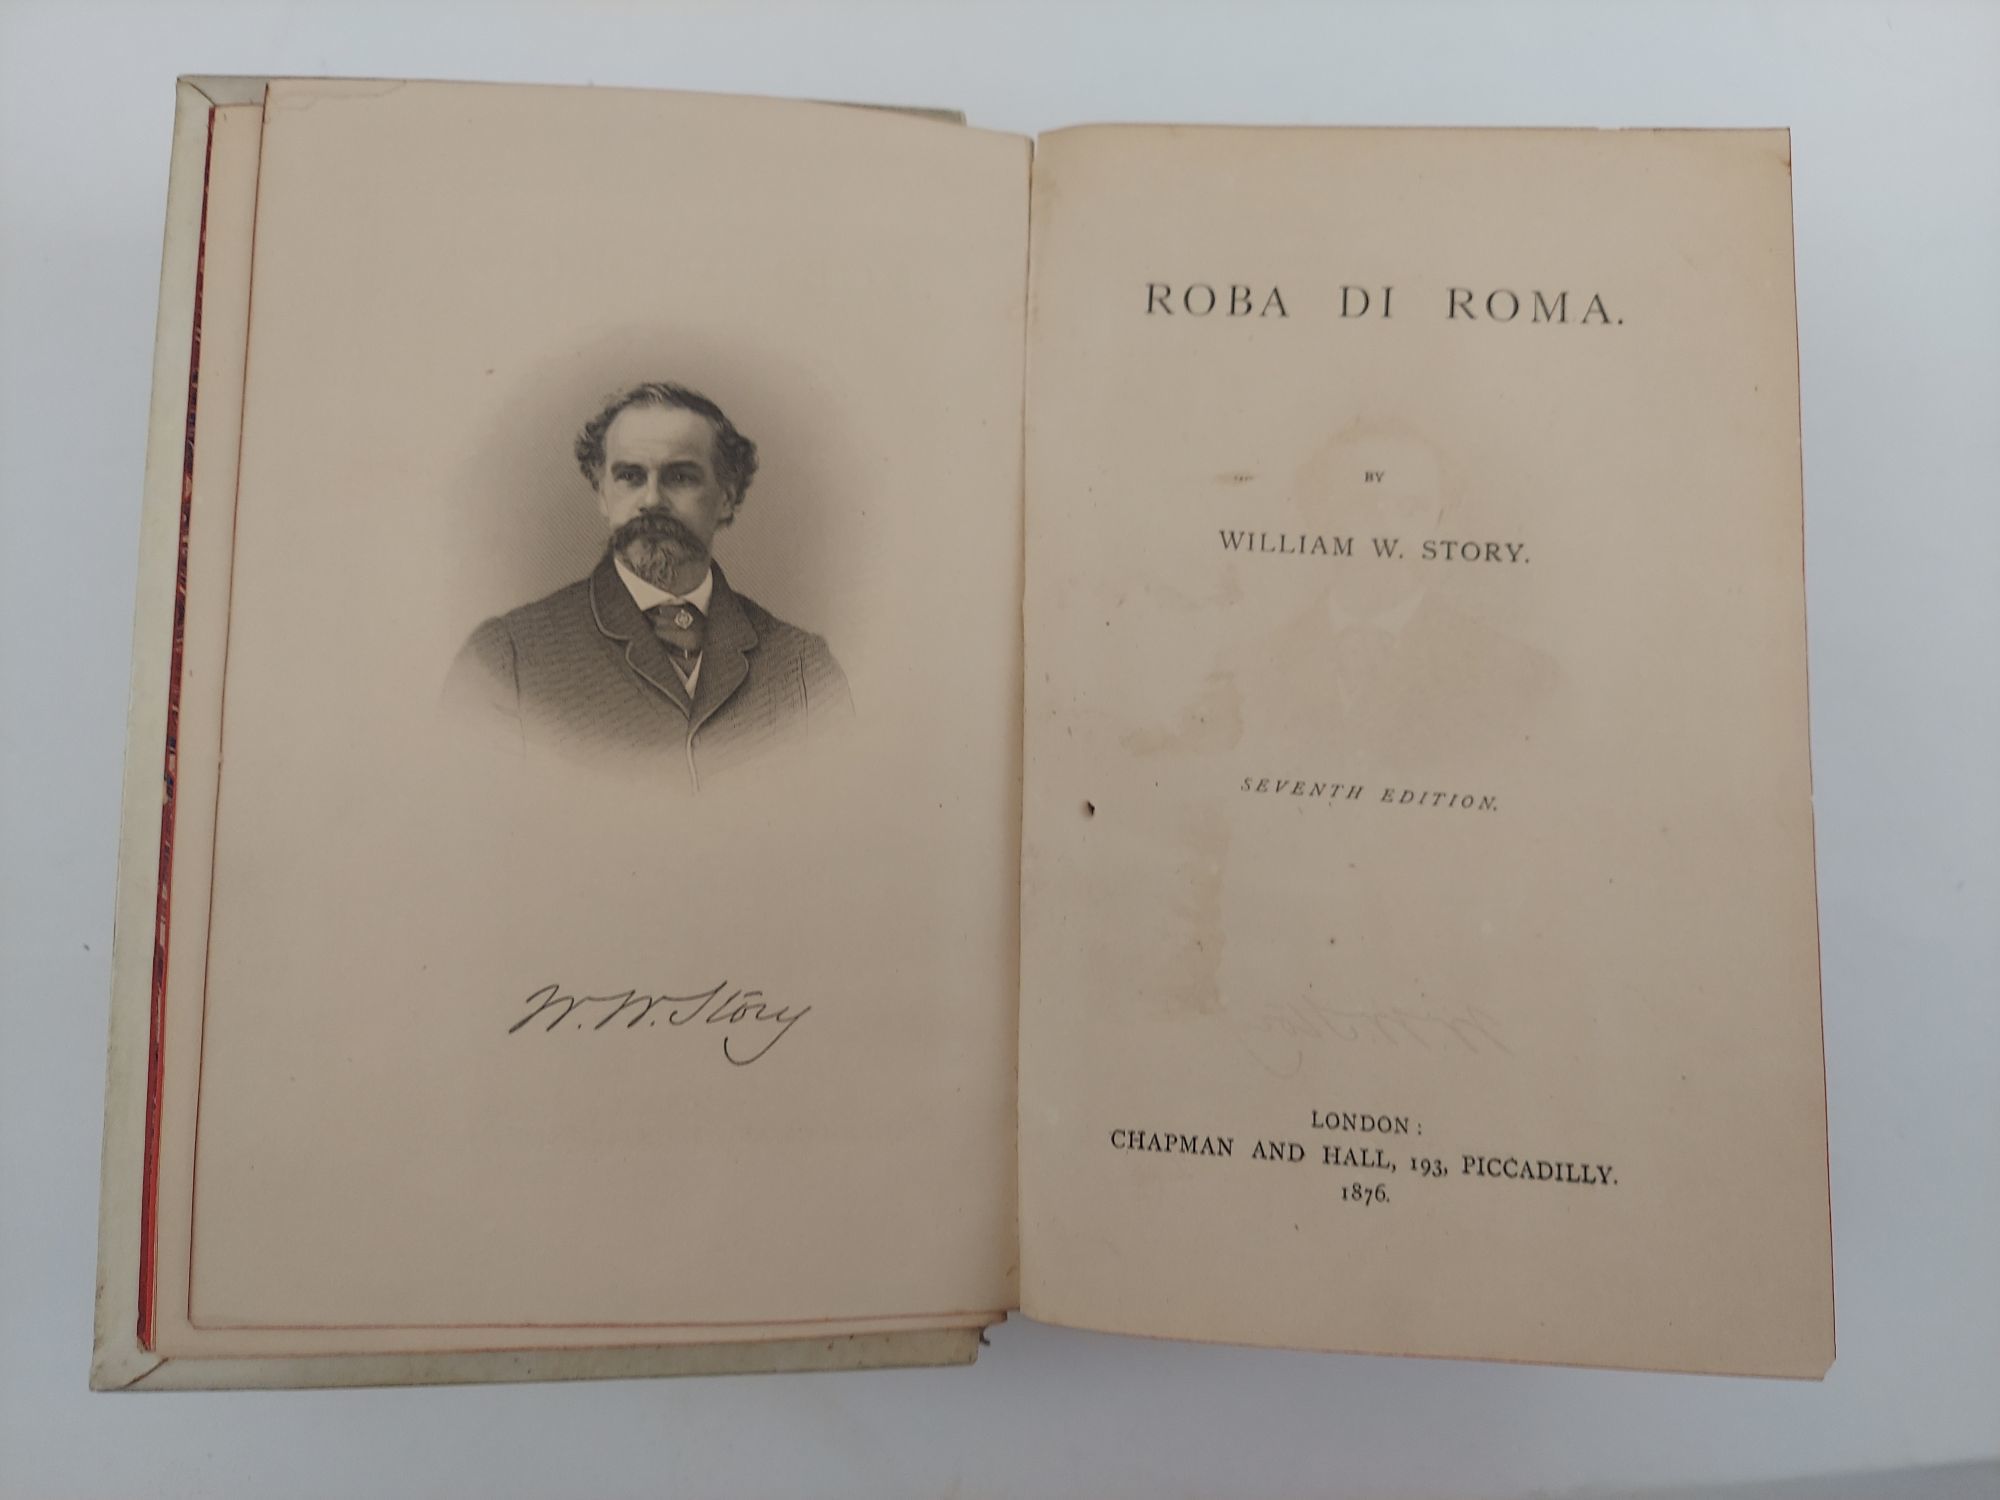 W. W. Story
ROBA DI ROMA.
BY
WILLIAM W. STORY.
SEVENTH EDITION.
LONDON:
CHAPMAN AND HALL, 193, PICCADILLY.
1876.